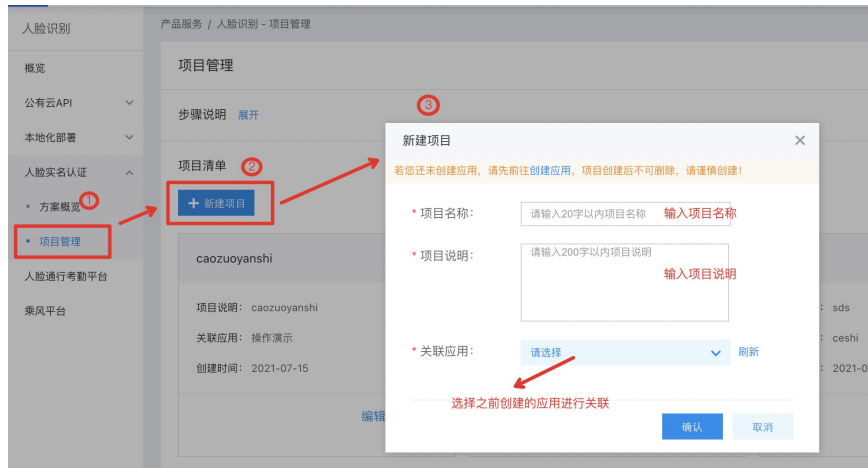 人脸识别
产品服务 / 人脸识别 - 项目管理
概览
公有云API
本地化部署
人脸实名认证
方案概览
①
项目管理
人脸通行考勤平台
乘风平台
项目管理
步骤说明 展开
项目清单 ②
+ 新建项目
caozuoyanshi
项目说明: caozuoyanshi
关联应用: 操作演示
创建时间: 2021-07-15
编辑
③
新建项目
若您还未创建应用, 请先前往创建应用, 项目创建后不可删除, 请谨慎创建!
* 项目名称: 请输入20字以内项目名称 输入项目名称
* 项目说明: 请输入200字以内项目说明
输入项目说明
* 关联应用: 请选择 刷新
选择之前创建的应用进行关联
确认 取消
: sds
: ceshi
: 2021-0